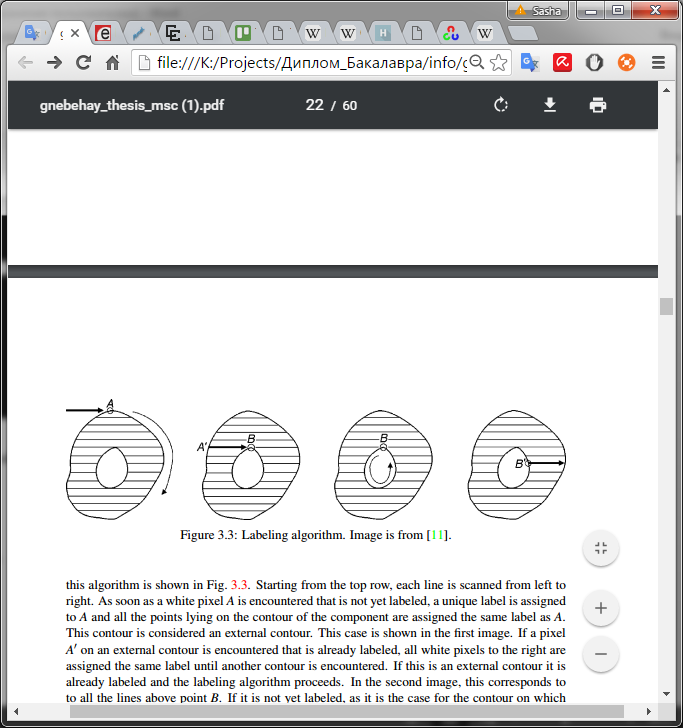 Sasha
file:///K:/Projects/Диплом_Бакалавра/info/g
gnebehay_thesis_msc (1).pdf 22 / 60
A
A' B
B
B'
Figure 3.3: Labeling algorithm. Image is from [11].
this algorithm is shown in Fig. 3.3. Starting from the top row, each line is scanned from left to
right. As soon as a white pixel A is encountered that is not yet labeled, a unique label is assigned
to A and all the points lying on the contour of the component are assigned the same label as A.
This contour is considered an external contour. This case is shown in the first image. If a pixel
A′ on an external contour is encountered that is already labeled, all white pixels to the right are
assigned the same label until another contour is encountered. If this is an external contour it is
already labeled and the labeling algorithm proceeds. In the second image, this corresponds to
to all the lines above point B. If it is not yet labeled, as it is the case for the contour on which